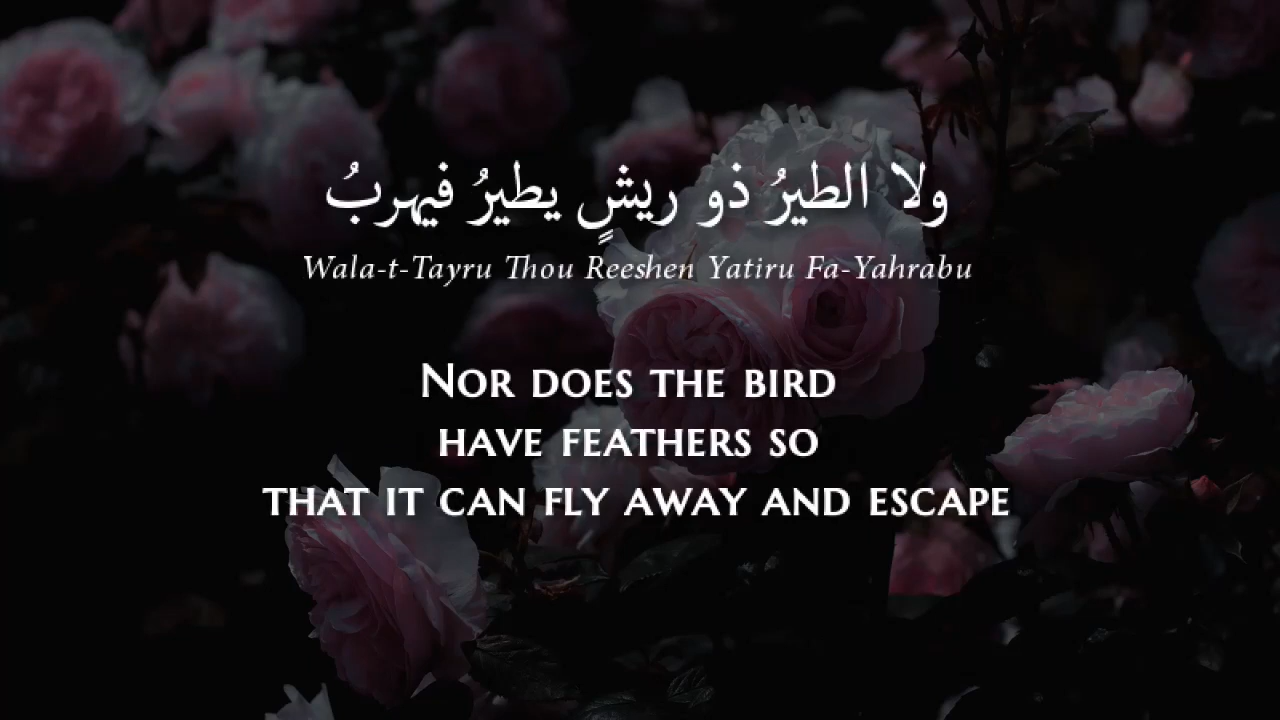 ولا الطيرُ ذو ريشٍ يطيرُ فيهربُ
Wala-t-Tayru Thou Reeshen Yatiru Fa-Yahrabu
Nor does the bird
have feathers so
that it can fly away and escape